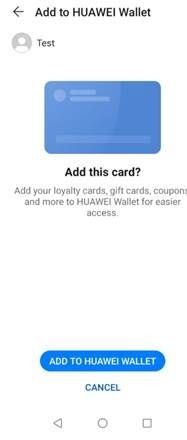 Add to HUAWEI Wallet
Test
Add this card?
Add your loyalty cards, gift cards, coupons
and more to HUAWEI Wallet for easier
access.
ADD TO HUAWEI WALLET
CANCEL